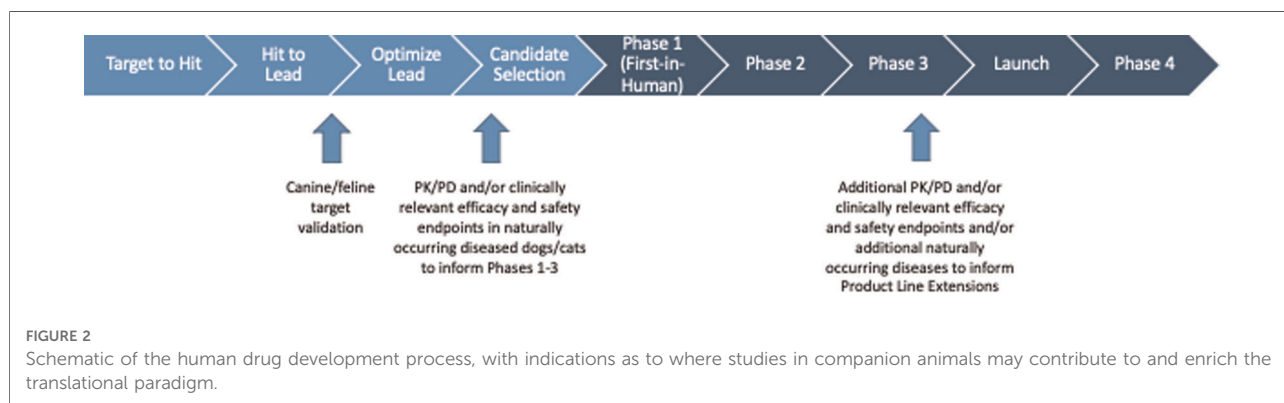 Target to Hit
Hit to
Lead
Optimize
Lead
Candidate
Selection
Phase 1
(First-in-
Human)
Phase 2
Phase 3
Launch
Phase 4
Canine/feline
target
validation
PK/PD and/or clinically
relevant efficacy and safety
endpoints in naturally
occurring diseased dogs/cats
to inform Phases 1-3
Additional PK/PD and/or
clinically relevant efficacy
and safety endpoints and/or
additional naturally
occurring diseases to inform
Product Line Extensions
FIGURE 2
Schematic of the human drug development process, with indications as to where studies in companion animals may contribute to and enrich the
translational paradigm.